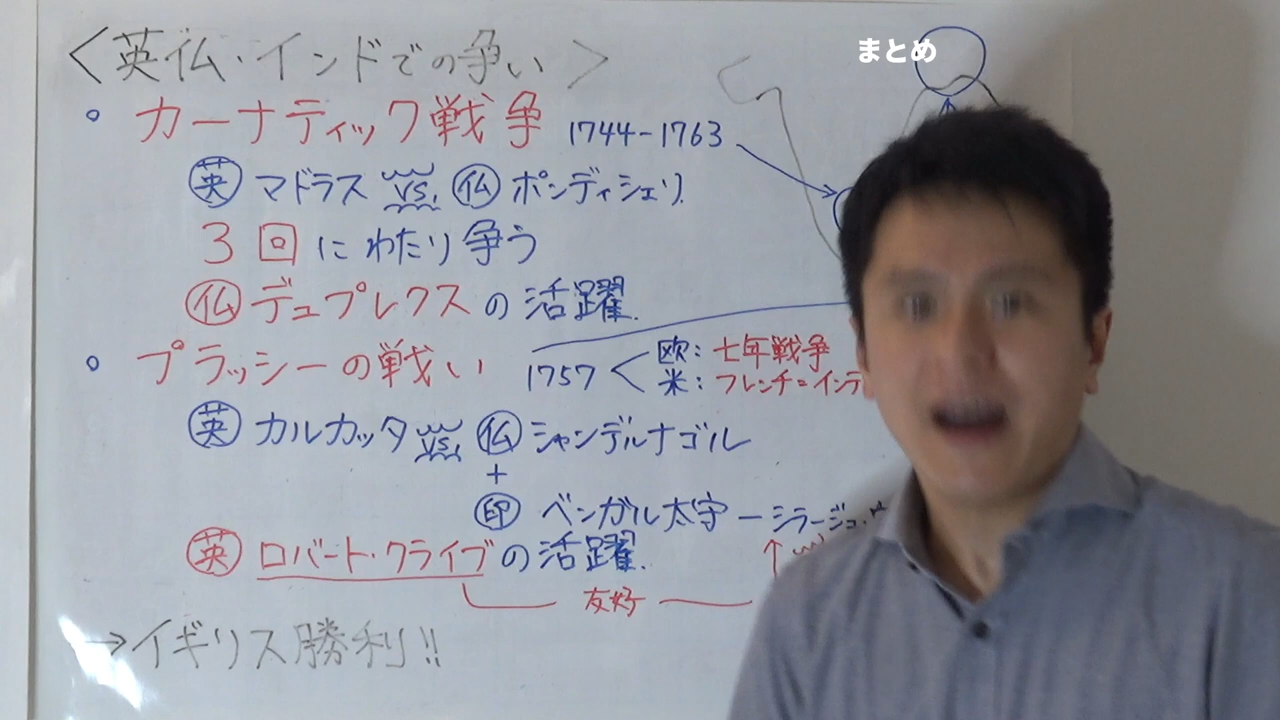 まとめ
<英仏・インドでの争い>
• カーナティック戦争 1744-1763
英 マドラス VS. 仏 ポンディシェリ.
3回にわたり争う
仏 デュプレクスの活躍.
• プラッシーの戦い 1757 < 欧: 七年戦争
米: フレンチ=インデ
英 カルカッタ VS. 仏 シャンデルナゴル
+
印 ベンガル太守 ー シラージュ・
英 ロバート・クライブの活躍.
友好
→イギリス勝利!!